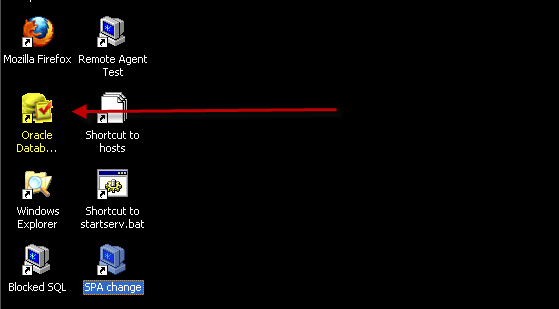 Mozilla Firefox
Remote Agent
Test
Oracle
Datab...
Shortcut to
hosts
Windows
Explorer
Shortcut to
startserv.bat
Blocked SQL
SPA change